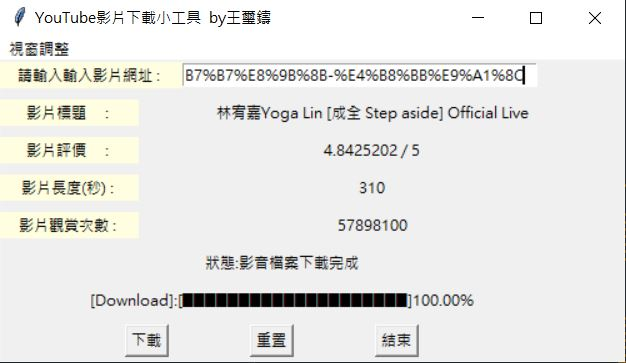 YouTube影片下載小工具 by王璽鑄
視窗調整
請輸入輸入影片網址 : B7%B7%E8%9B%8B-%E4%B8%BB%E9%A1%8C
影片標題 : 林宥嘉Yoga Lin [成全 Step aside] Official Live
影片評價 : 4.8425202 / 5
影片長度(秒) : 310
影片觀賞次數 : 57898100
狀態:影音檔案下載完成
[Download]:[████████████████████]100.00%
下載 重置 結束